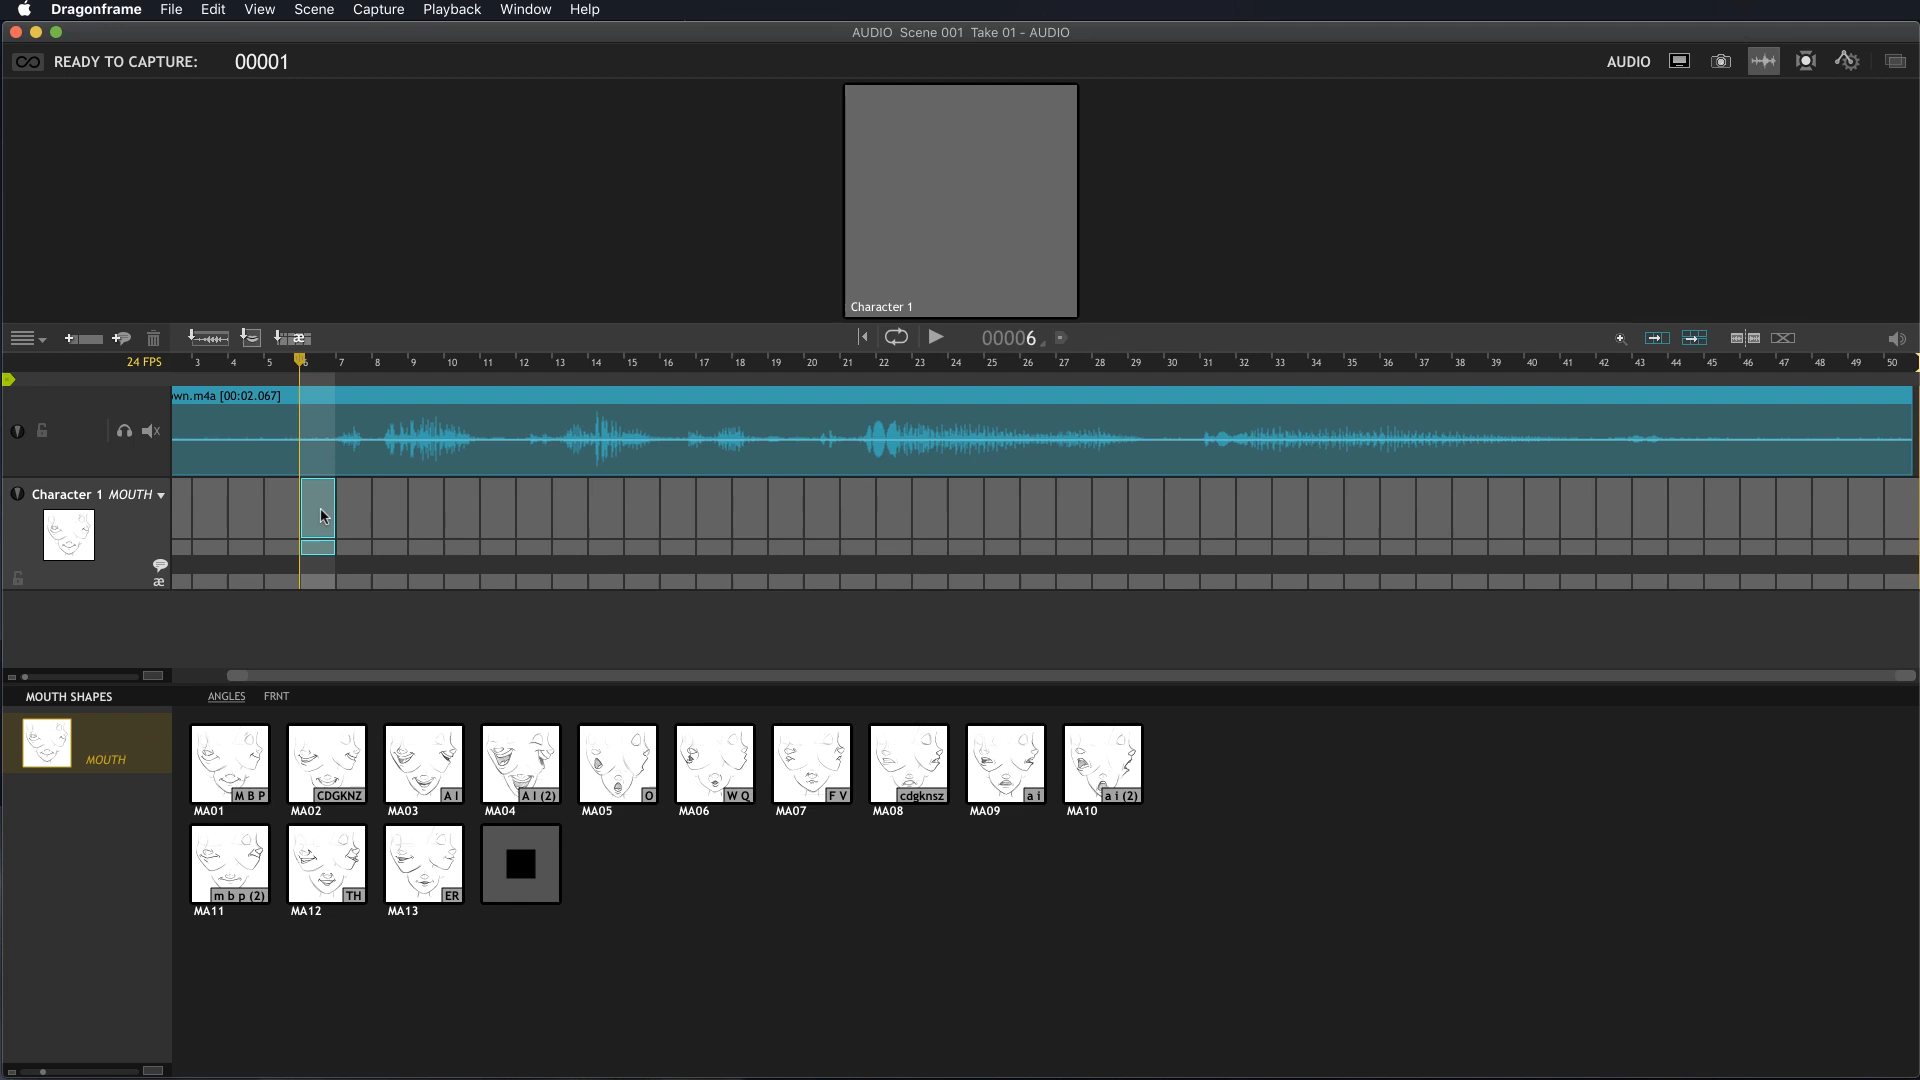 Dragonframe File Edit View Scene Capture Playback Window Help
AUDIO Scene 001 Take 01 - AUDIO
READY TO CAPTURE: 00001 AUDIO
Character 1
00006
24 FPS 3 4 5 6 7 8 9 10 11 12 13 14 15 16 17 18 19 20 21 22 23 24 25 26 27 28 29 30 31 32 33 34 35 36 37 38 39 40 41 42 43 44 45 46 47 48 49 50
wn.m4a [00:02.067]
Character 1 MOUTH
æ
MOUTH SHAPES ANGLES FRNT
MOUTH
M B P CDGKNZ A I A I (2) O W Q F V cdgknsz a i a i (2)
MA01 MA02 MA03 MA04 MA05 MA06 MA07 MA08 MA09 MA10
m b p (2) TH ER
MA11 MA12 MA13